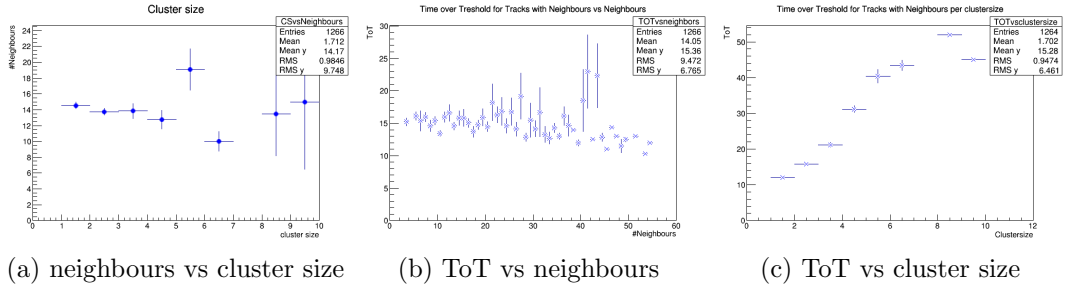 Cluster size
#Neighbours
CSvsNeighbours
Entries 1266
Mean 1.712
Mean y 14.17
RMS 0.9846
RMS y 9.748
24
22
20
18
16
14
12
10
8
6
4
2
0
0 1 2 3 4 5 6 7 8 9 10
cluster size
(a) neighbours vs cluster size
Time over Treshold for Tracks with Neighbours vs Neighbours
ToT
TOTvsneighbors
Entries 1266
Mean 14.05
Mean y 15.36
RMS 9.472
RMS y 6.765
30
25
20
15
10
5
0
0 10 20 30 40 50 60
#Neighbours
(b) ToT vs neighbours
Time over Treshold for Tracks with Neighbours per clustersize
ToT
TOTvsclustersize
Entries 1264
Mean 1.702
Mean y 15.28
RMS 0.9474
RMS y 6.461
50
40
30
20
10
0
0 2 4 6 8 10 12
Clustersize
(c) ToT vs cluster size